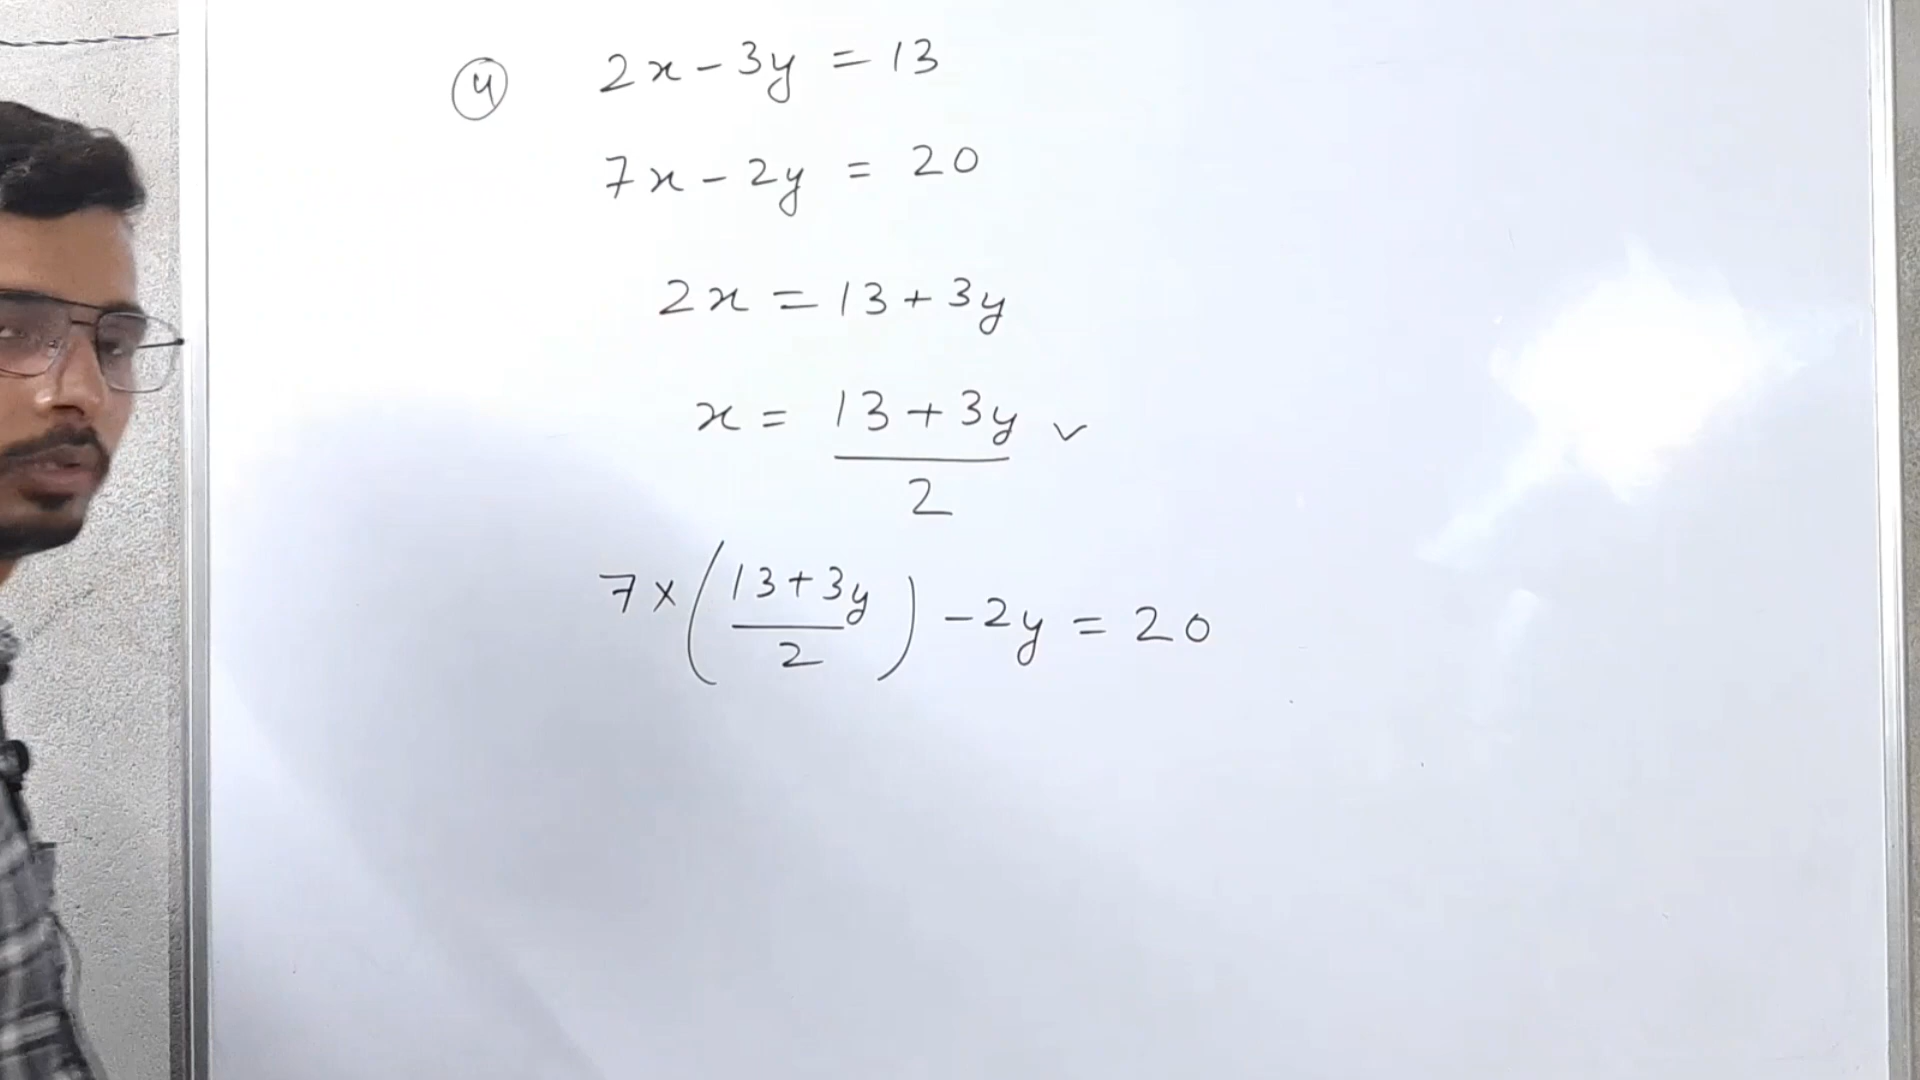 ④ 2x - 3y = 13
7x - 2y = 20
2x = 13 + 3y
x = (13 + 3y)/2 ✓
7 × ((13 + 3y)/2) - 2y = 20